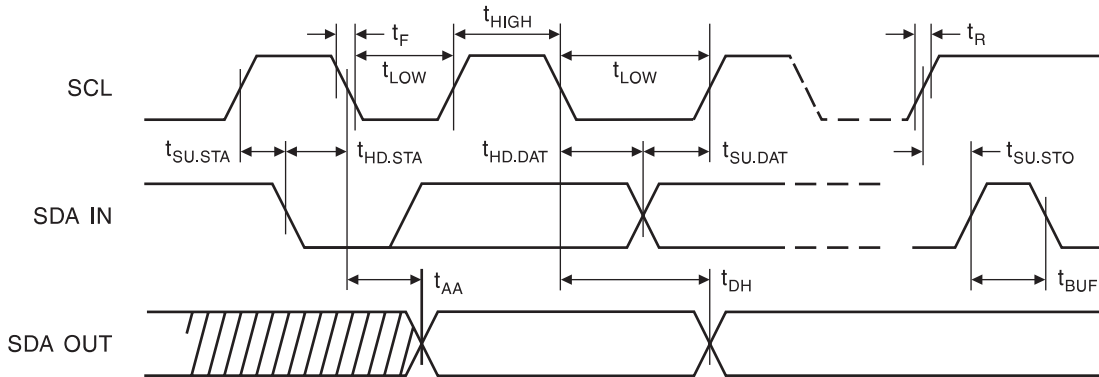 tHIGH
tF
tR
tLOW
tLOW
SCL
tSU.STA
tHD.STA
tHD.DAT
tSU.DAT
tSU.STO
SDA IN
tAA
tDH
tBUF
SDA OUT